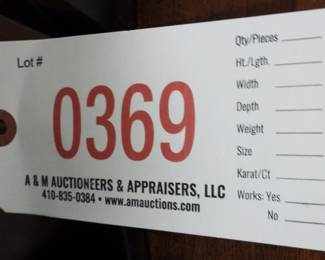 Lot #
0369
A & M AUCTIONEERS & APPRAISERS, LLC
410-835-0384 • www.amauctions.com
Qty/Pieces
Ht./Lgth.
Width
Depth
Weight
Size
Karat/Ct
Works: Yes
No